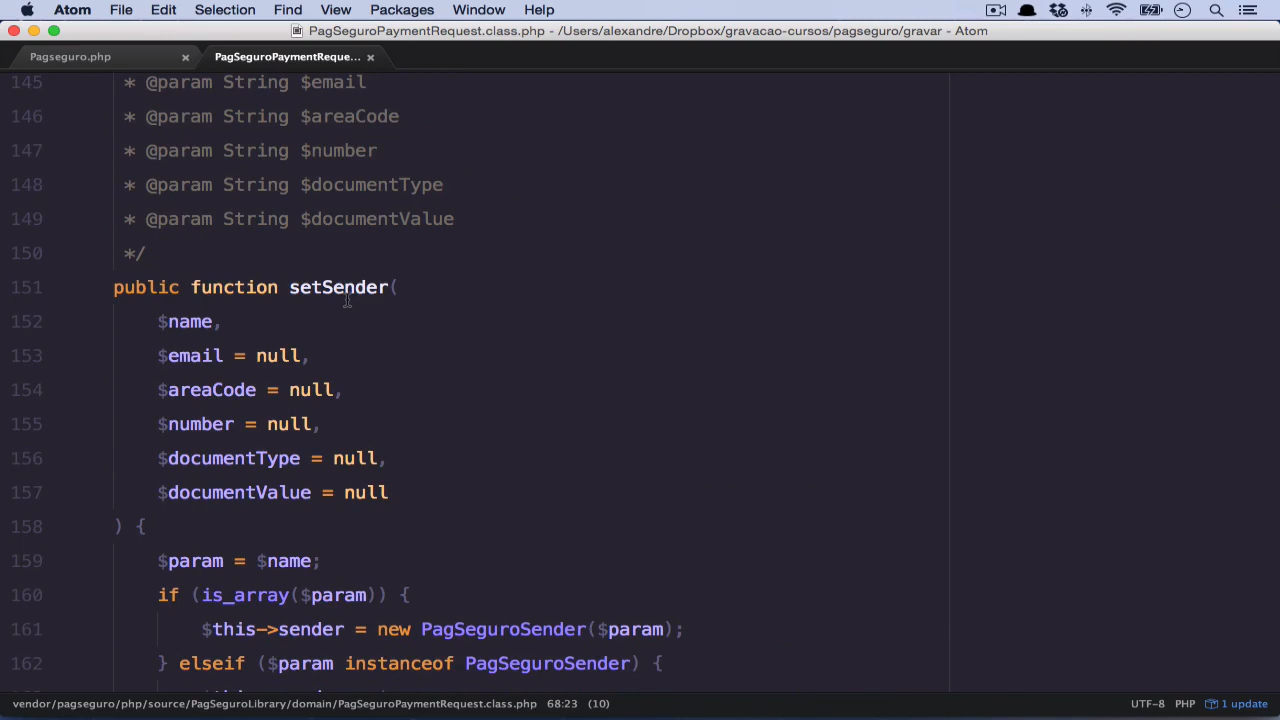 Atom File Edit Selection Find View Packages Window Help
PagSeguroPaymentRequest.class.php - /Users/alexandre/Dropbox/gravacao-cursos/pagseguro/gravar - Atom
Pagseguro.php PagSeguroPaymentReque...
145 * @param String $email
146 * @param String $areaCode
147 * @param String $number
148 * @param String $documentType
149 * @param String $documentValue
150 */
151 public function setSender(
152 $name,
153 $email = null,
154 $areaCode = null,
155 $number = null,
156 $documentType = null,
157 $documentValue = null
158 ) {
159 $param = $name;
160 if (is_array($param)) {
161 $this->sender = new PagSeguroSender($param);
162 } elseif ($param instanceof PagSeguroSender) {
vendor/pagseguro/php/source/PagSeguroLibrary/domain/PagSeguroPaymentRequest.class.php 68:23 (10) UTF-8 PHP 1 update